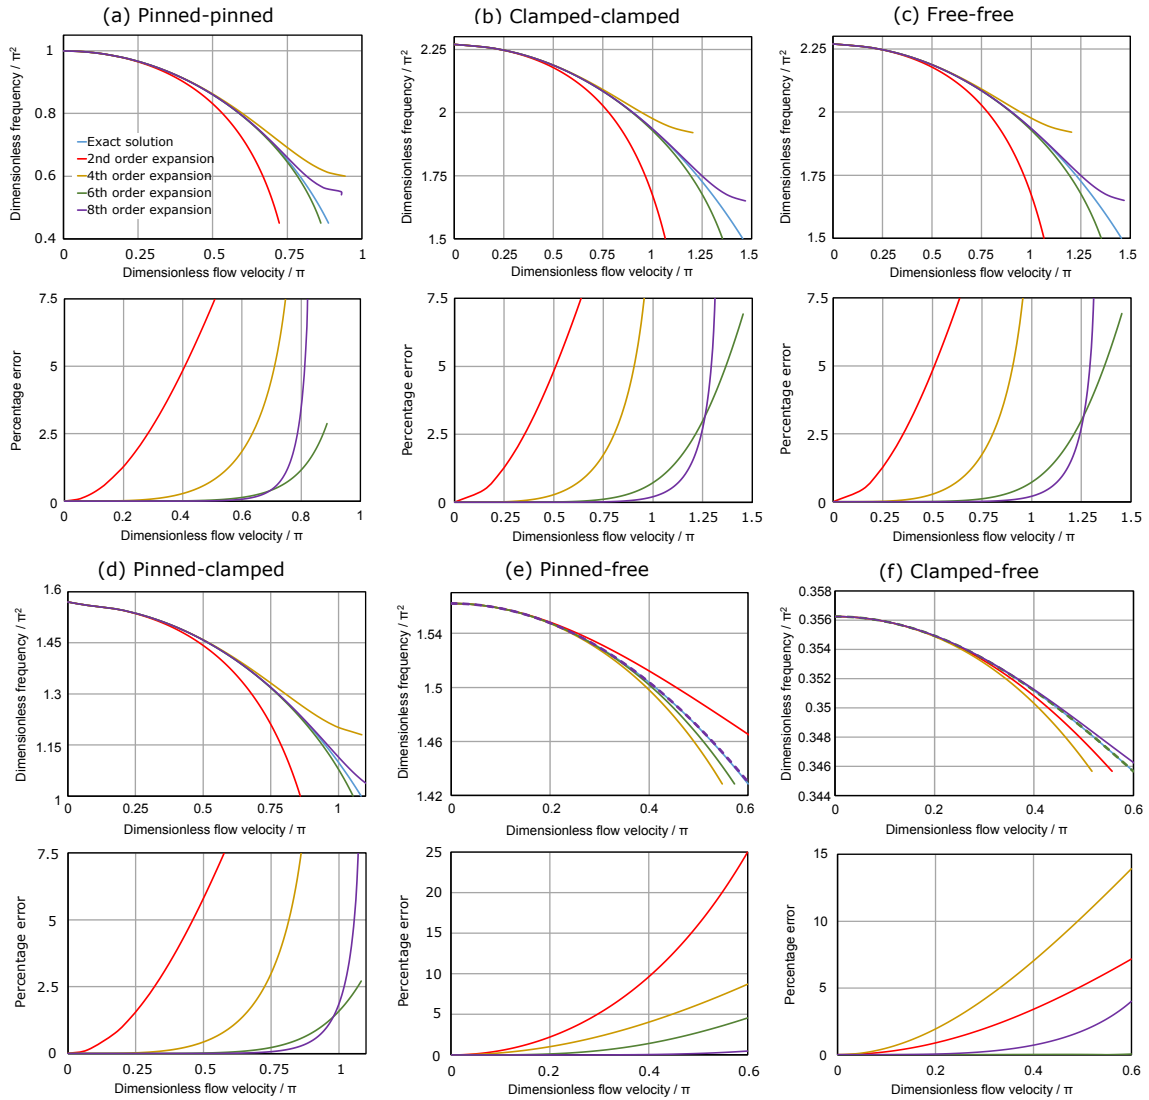 (a) Pinned-pinned
(b) Clamped-clamped
(c) Free-free
Dimensionless frequency / π²
1
0.8
0.6
0.4
Exact solution
2nd order expansion
4th order expansion
6th order expansion
8th order expansion
0 0.25 0.5 0.75 1
Dimensionless flow velocity / π
Dimensionless frequency / π²
2.25
2
1.75
1.5
0 0.25 0.5 0.75 1 1.25 1.5
Dimensionless flow velocity / π
Dimensionless frequency / π²
2.25
2
1.75
1.5
0 0.25 0.5 0.75 1 1.25 1.5
Dimensionless flow velocity / π
Percentage error
7.5
5
2.5
0
0 0.2 0.4 0.6 0.8 1
Dimensionless flow velocity / π
Percentage error
7.5
5
2.5
0
0 0.25 0.5 0.75 1 1.25 1.5
Dimensionless flow velocity / π
Percentage error
7.5
5
2.5
0
0 0.25 0.5 0.75 1 1.25 1.5
Dimensionless flow velocity / π
(d) Pinned-clamped
(e) Pinned-free
(f) Clamped-free
Dimensionless frequency / π²
1.6
1.45
1.3
1.15
1
0 0.25 0.5 0.75 1
Dimensionless flow velocity / π
Dimensionless frequency / π²
1.54
1.5
1.46
1.42
0 0.2 0.4 0.6
Dimensionless flow velocity / π
Dimensionless frequency / π²
0.358
0.356
0.354
0.352
0.35
0.348
0.346
0.344
0 0.2 0.4 0.6
Dimensionless flow velocity / π
Percentage error
7.5
5
2.5
0
0 0.25 0.5 0.75 1
Dimensionless flow velocity / π
Percentage error
25
20
15
10
5
0
0 0.2 0.4 0.6
Dimensionless flow velocity / π
Percentage error
15
10
5
0
0 0.2 0.4 0.6
Dimensionless flow velocity / π